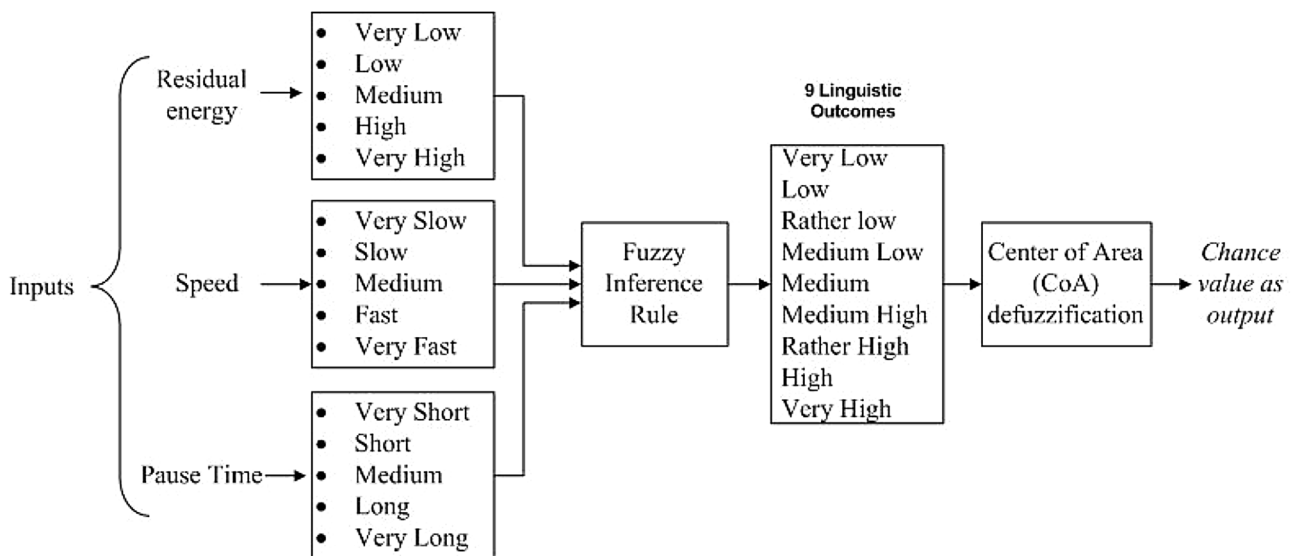 Inputs
Residual
energy
• Very Low
• Low
• Medium
• High
• Very High
Speed
• Very Slow
• Slow
• Medium
• Fast
• Very Fast
Pause Time
• Very Short
• Short
• Medium
• Long
• Very Long
Fuzzy
Inference
Rule
9 Linguistic
Outcomes
Very Low
Low
Rather low
Medium Low
Medium
Medium High
Rather High
High
Very High
Center of Area
(CoA)
defuzzification
Chance
value as
output